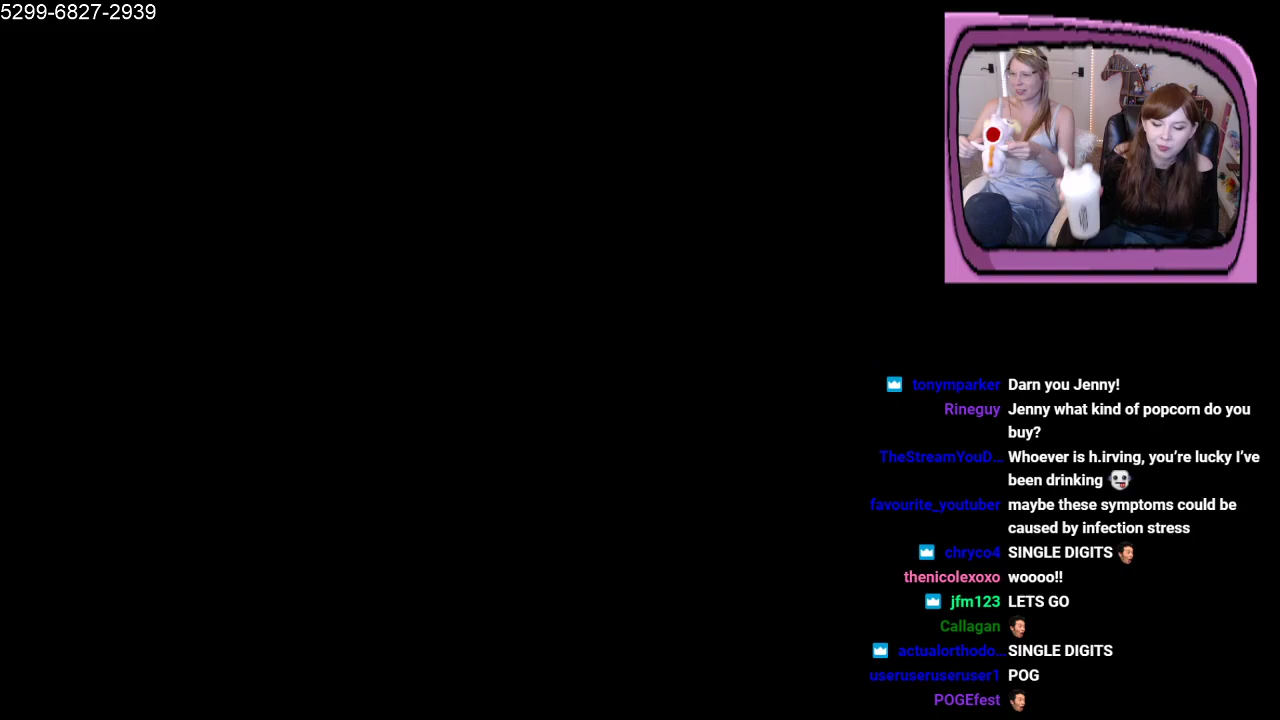 5299-6827-2939
tonymparker Darn you Jenny!
Rineguy Jenny what kind of popcorn do you
buy?
TheStreamYouD... Whoever is h.irving, you're lucky I've
been drinking
favourite_youtuber maybe these symptoms could be
caused by infection stress
chryco4 SINGLE DIGITS
thenicolexoxo woooo!!
jfm123 LETS GO
Callagan
actualorthodo... SINGLE DIGITS
useruseruseruser1 POG
POGEfest